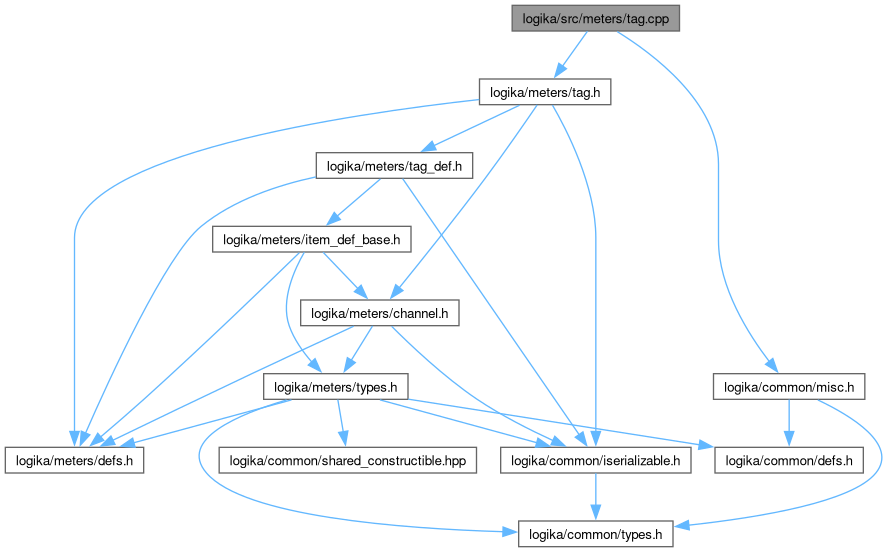 logika/src/meters/tag.cpp
logika/meters/tag.h
logika/meters/tag_def.h
logika/meters/item_def_base.h
logika/meters/channel.h
logika/meters/types.h
logika/common/misc.h
logika/meters/defs.h
logika/common/shared_constructible.hpp
logika/common/iserializable.h
logika/common/defs.h
logika/common/types.h